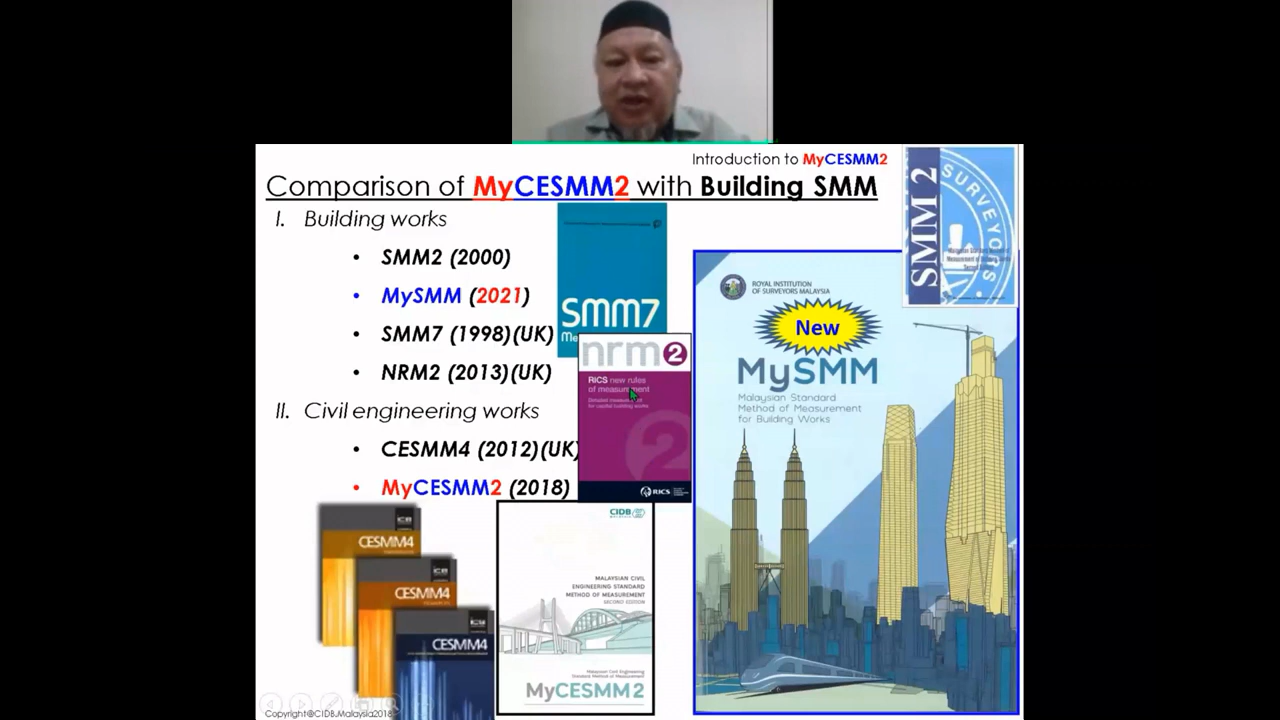 Introduction to MyCESMM2
Comparison of MyCESMM2 with Building SMM
I. Building works
• SMM2 (2000)
• MySMM (2021)
• SMM7 (1998)(UK)
• NRM2 (2013)(UK)
II. Civil engineering works
• CESMM4 (2012)(UK)
• MyCESMM2 (2018)
smm7
nrm2
RICS new rules
of measurement
RICS
SMM 2
SURVEYORS
ROYAL INSTITUTION
OF SURVEYORS MALAYSIA
New
MySMM
Malaysian Standard
Method of Measurement
for Building Works
CESMM4
CESMM4
CESMM4
CIDB
MALAYSIAN CIVIL
ENGINEERING STANDARD
METHOD OF MEASUREMENT
SECOND EDITION
Malaysian Civil Engineering
Standard Method of Measurement
MyCESMM2
Copyright@CIDB.Malaysia2018